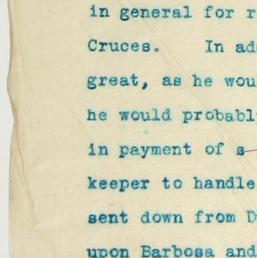 in general for r
Cruces. In ad
great, as he wou
he would probabl
in payment of s
keeper to handle
sent down from D
upon Barbosa and